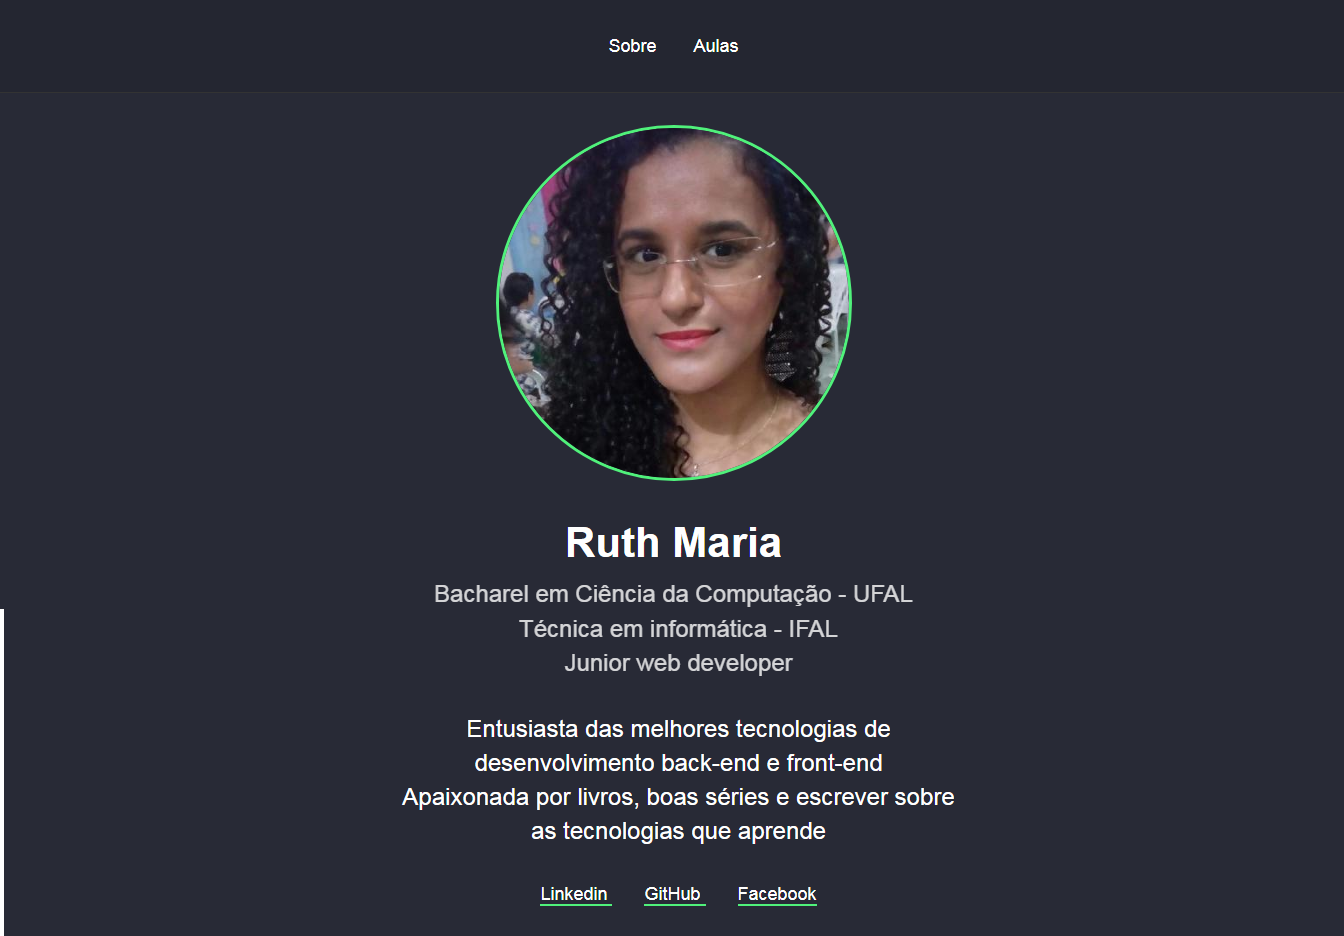 Sobre Aulas
Ruth Maria
Bacharel em Ciência da Computação - UFAL
Técnica em informática - IFAL
Junior web developer
Entusiasta das melhores tecnologias de
desenvolvimento back-end e front-end
Apaixonada por livros, boas séries e escrever sobre
as tecnologias que aprende
Linkedin GitHub Facebook